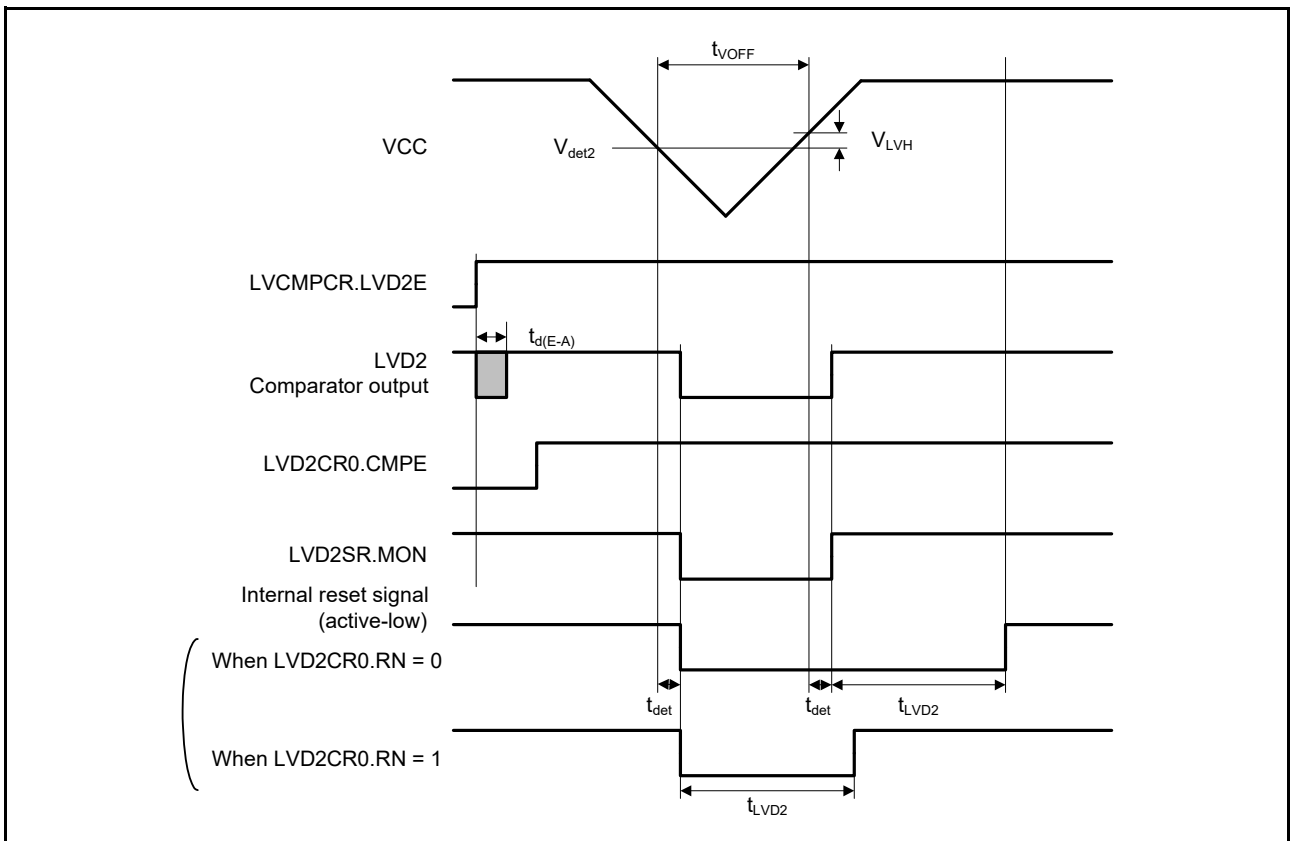 tVOFF
VCC
Vdet2
VLVH
LVCMPCR.LVD2E
td(E-A)
LVD2
Comparator output
LVD2CR0.CMPE
LVD2SR.MON
Internal reset signal
(active-low)
When LVD2CR0.RN = 0
tdet
tdet
tLVD2
When LVD2CR0.RN = 1
tLVD2